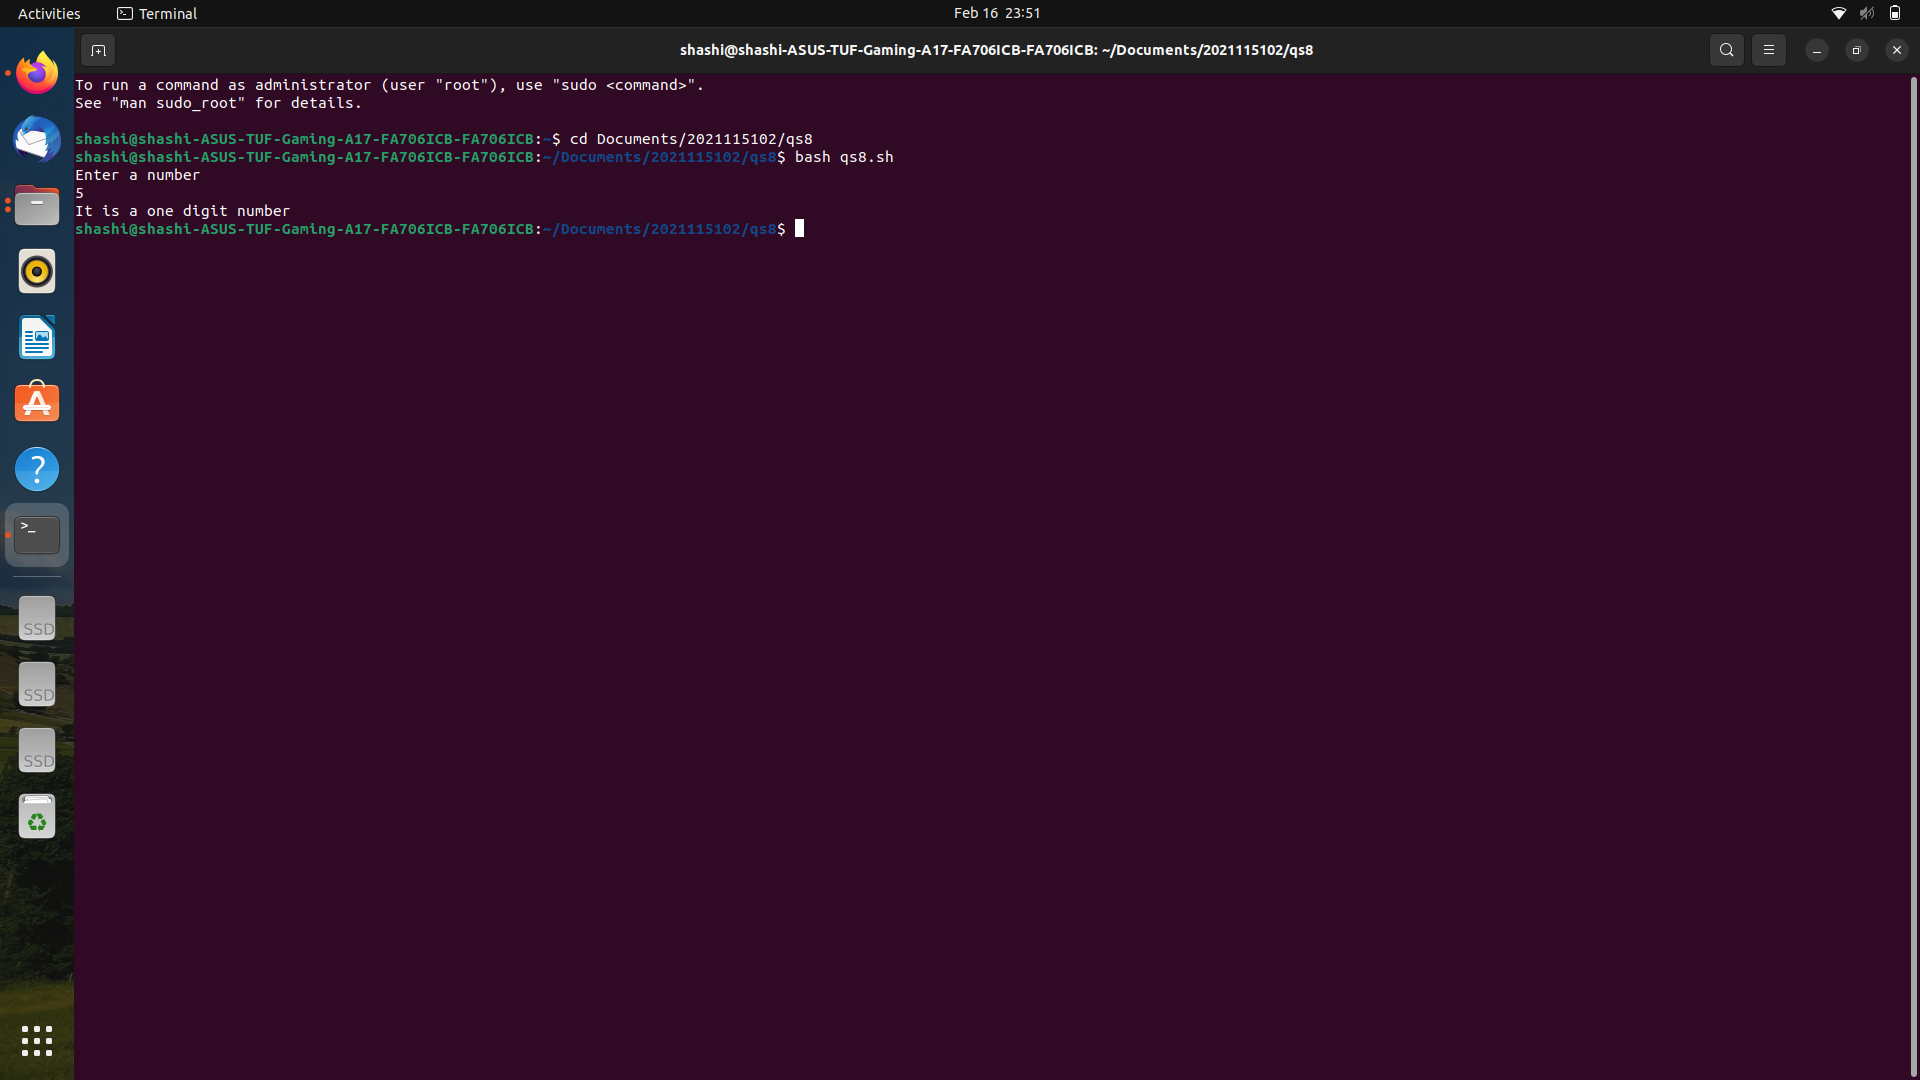 Activities
Terminal
Feb 16 23:51
shashi@shashi-ASUS-TUF-Gaming-A17-FA706ICB-FA706ICB: ~/Documents/2021115102/qs8
To run a command as administrator (user "root"), use "sudo <command>".
See "man sudo_root" for details.
shashi@shashi-ASUS-TUF-Gaming-A17-FA706ICB-FA706ICB:~$ cd Documents/2021115102/qs8
shashi@shashi-ASUS-TUF-Gaming-A17-FA706ICB-FA706ICB:~/Documents/2021115102/qs8$ bash qs8.sh
Enter a number
5
It is a one digit number
shashi@shashi-ASUS-TUF-Gaming-A17-FA706ICB-FA706ICB:~/Documents/2021115102/qs8$
SSD
SSD
SSD